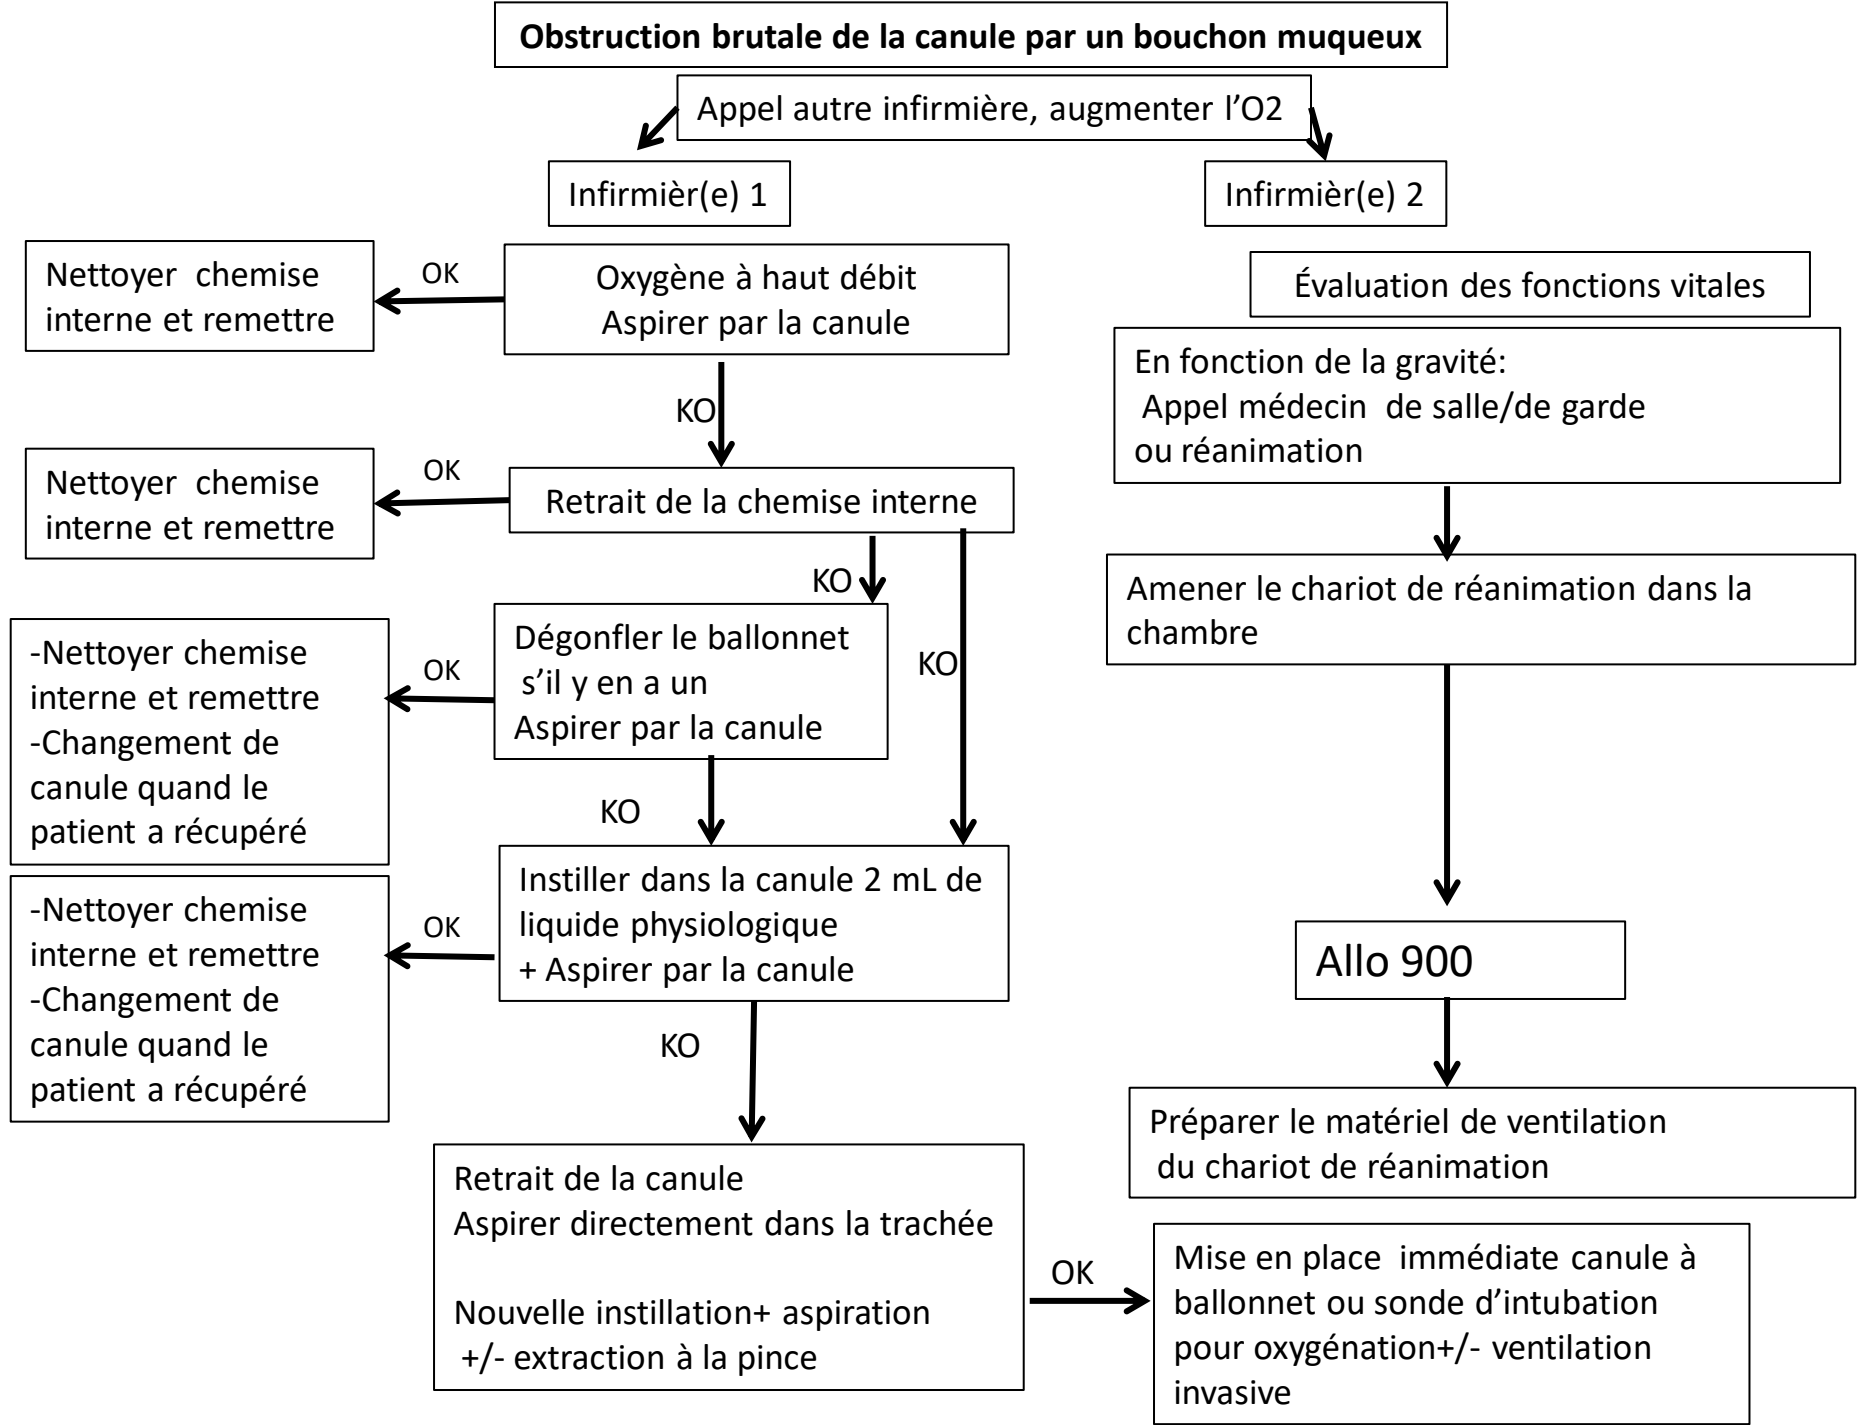 Obstruction brutale de la canule par un bouchon muqueux
Appel autre infirmière, augmenter l'O2
Infirmièr(e) 1
Infirmièr(e) 2
Nettoyer chemise
interne et remettre
OK
Oxygène à haut débit
Aspirer par la canule
Évaluation des fonctions vitales
En fonction de la gravité:
Appel médecin de salle/de garde
ou réanimation
KO
Nettoyer chemise
interne et remettre
OK
Retrait de la chemise interne
KO
KO
Amener le chariot de réanimation dans la
chambre
-Nettoyer chemise
interne et remettre
-Changement de
canule quand le
patient a récupéré
OK
Dégonfler le ballonnet
s'il y en a un
Aspirer par la canule
KO
-Nettoyer chemise
interne et remettre
-Changement de
canule quand le
patient a récupéré
OK
Instiller dans la canule 2 mL de
liquide physiologique
+ Aspirer par la canule
Allo 900
KO
Préparer le matériel de ventilation
du chariot de réanimation
Retrait de la canule
Aspirer directement dans la trachée
Nouvelle instillation+ aspiration
+/- extraction à la pince
OK
Mise en place immédiate canule à
ballonnet ou sonde d'intubation
pour oxygénation+/- ventilation
invasive